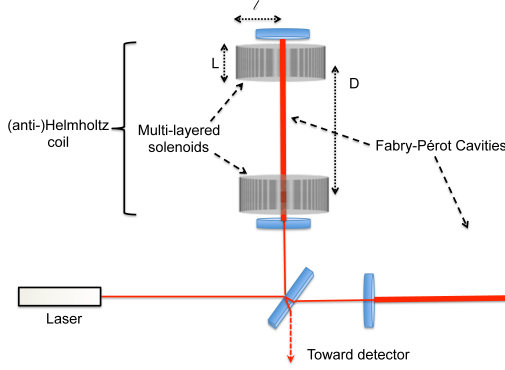 L
D
(anti-)Helmholtz
coil
Multi-layered
solenoids
Fabry-Pérot Cavities
Laser
Toward detector